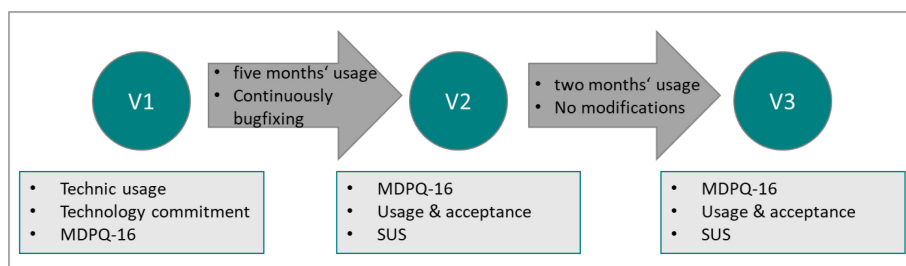 V1
• five months‘ usage
• Continuously
bugfixing
V2
• two months‘ usage
• No modifications
V3
• Technic usage
• Technology commitment
• MDPQ-16
• MDPQ-16
• Usage & acceptance
• SUS
• MDPQ-16
• Usage & acceptance
• SUS